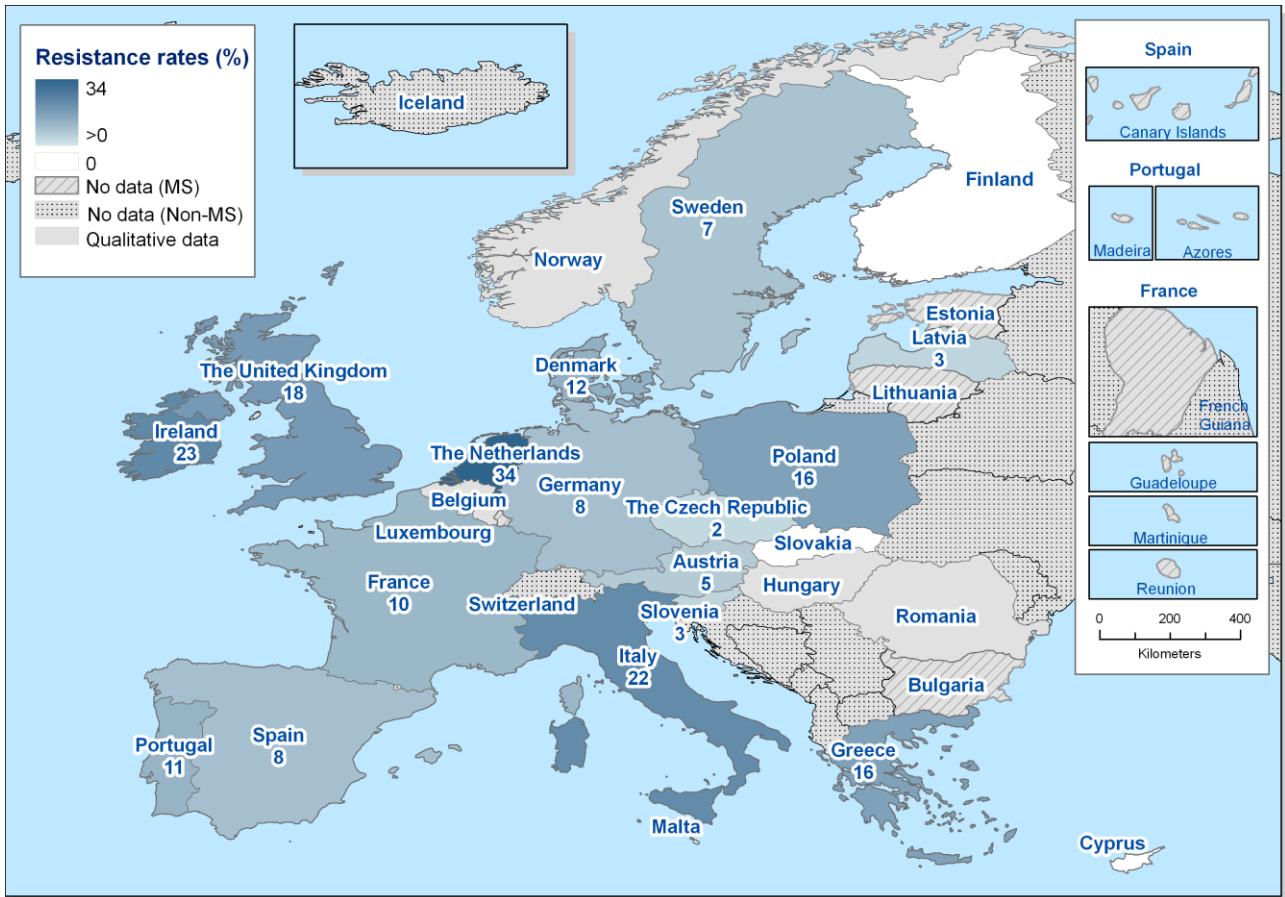 Resistance rates (%)
34
>0
0
No data (MS)
No data (Non-MS)
Qualitative data
Iceland
Spain
Canary Islands
Portugal
Madeira
Azores
France
French
Guiana
Guadeloupe
Martinique
Reunion
0 200 400
Kilometers
Finland
Sweden
7
Norway
Estonia
Latvia
3
Lithuania
Denmark
12
The United Kingdom
18
Ireland
23
The Netherlands
34
Belgium
Luxembourg
Germany
8
Poland
16
The Czech Republic
2
Slovakia
Austria
5
Hungary
France
10
Switzerland
Slovenia
3
Romania
Italy
22
Bulgaria
Portugal
11
Spain
8
Greece
16
Malta
Cyprus